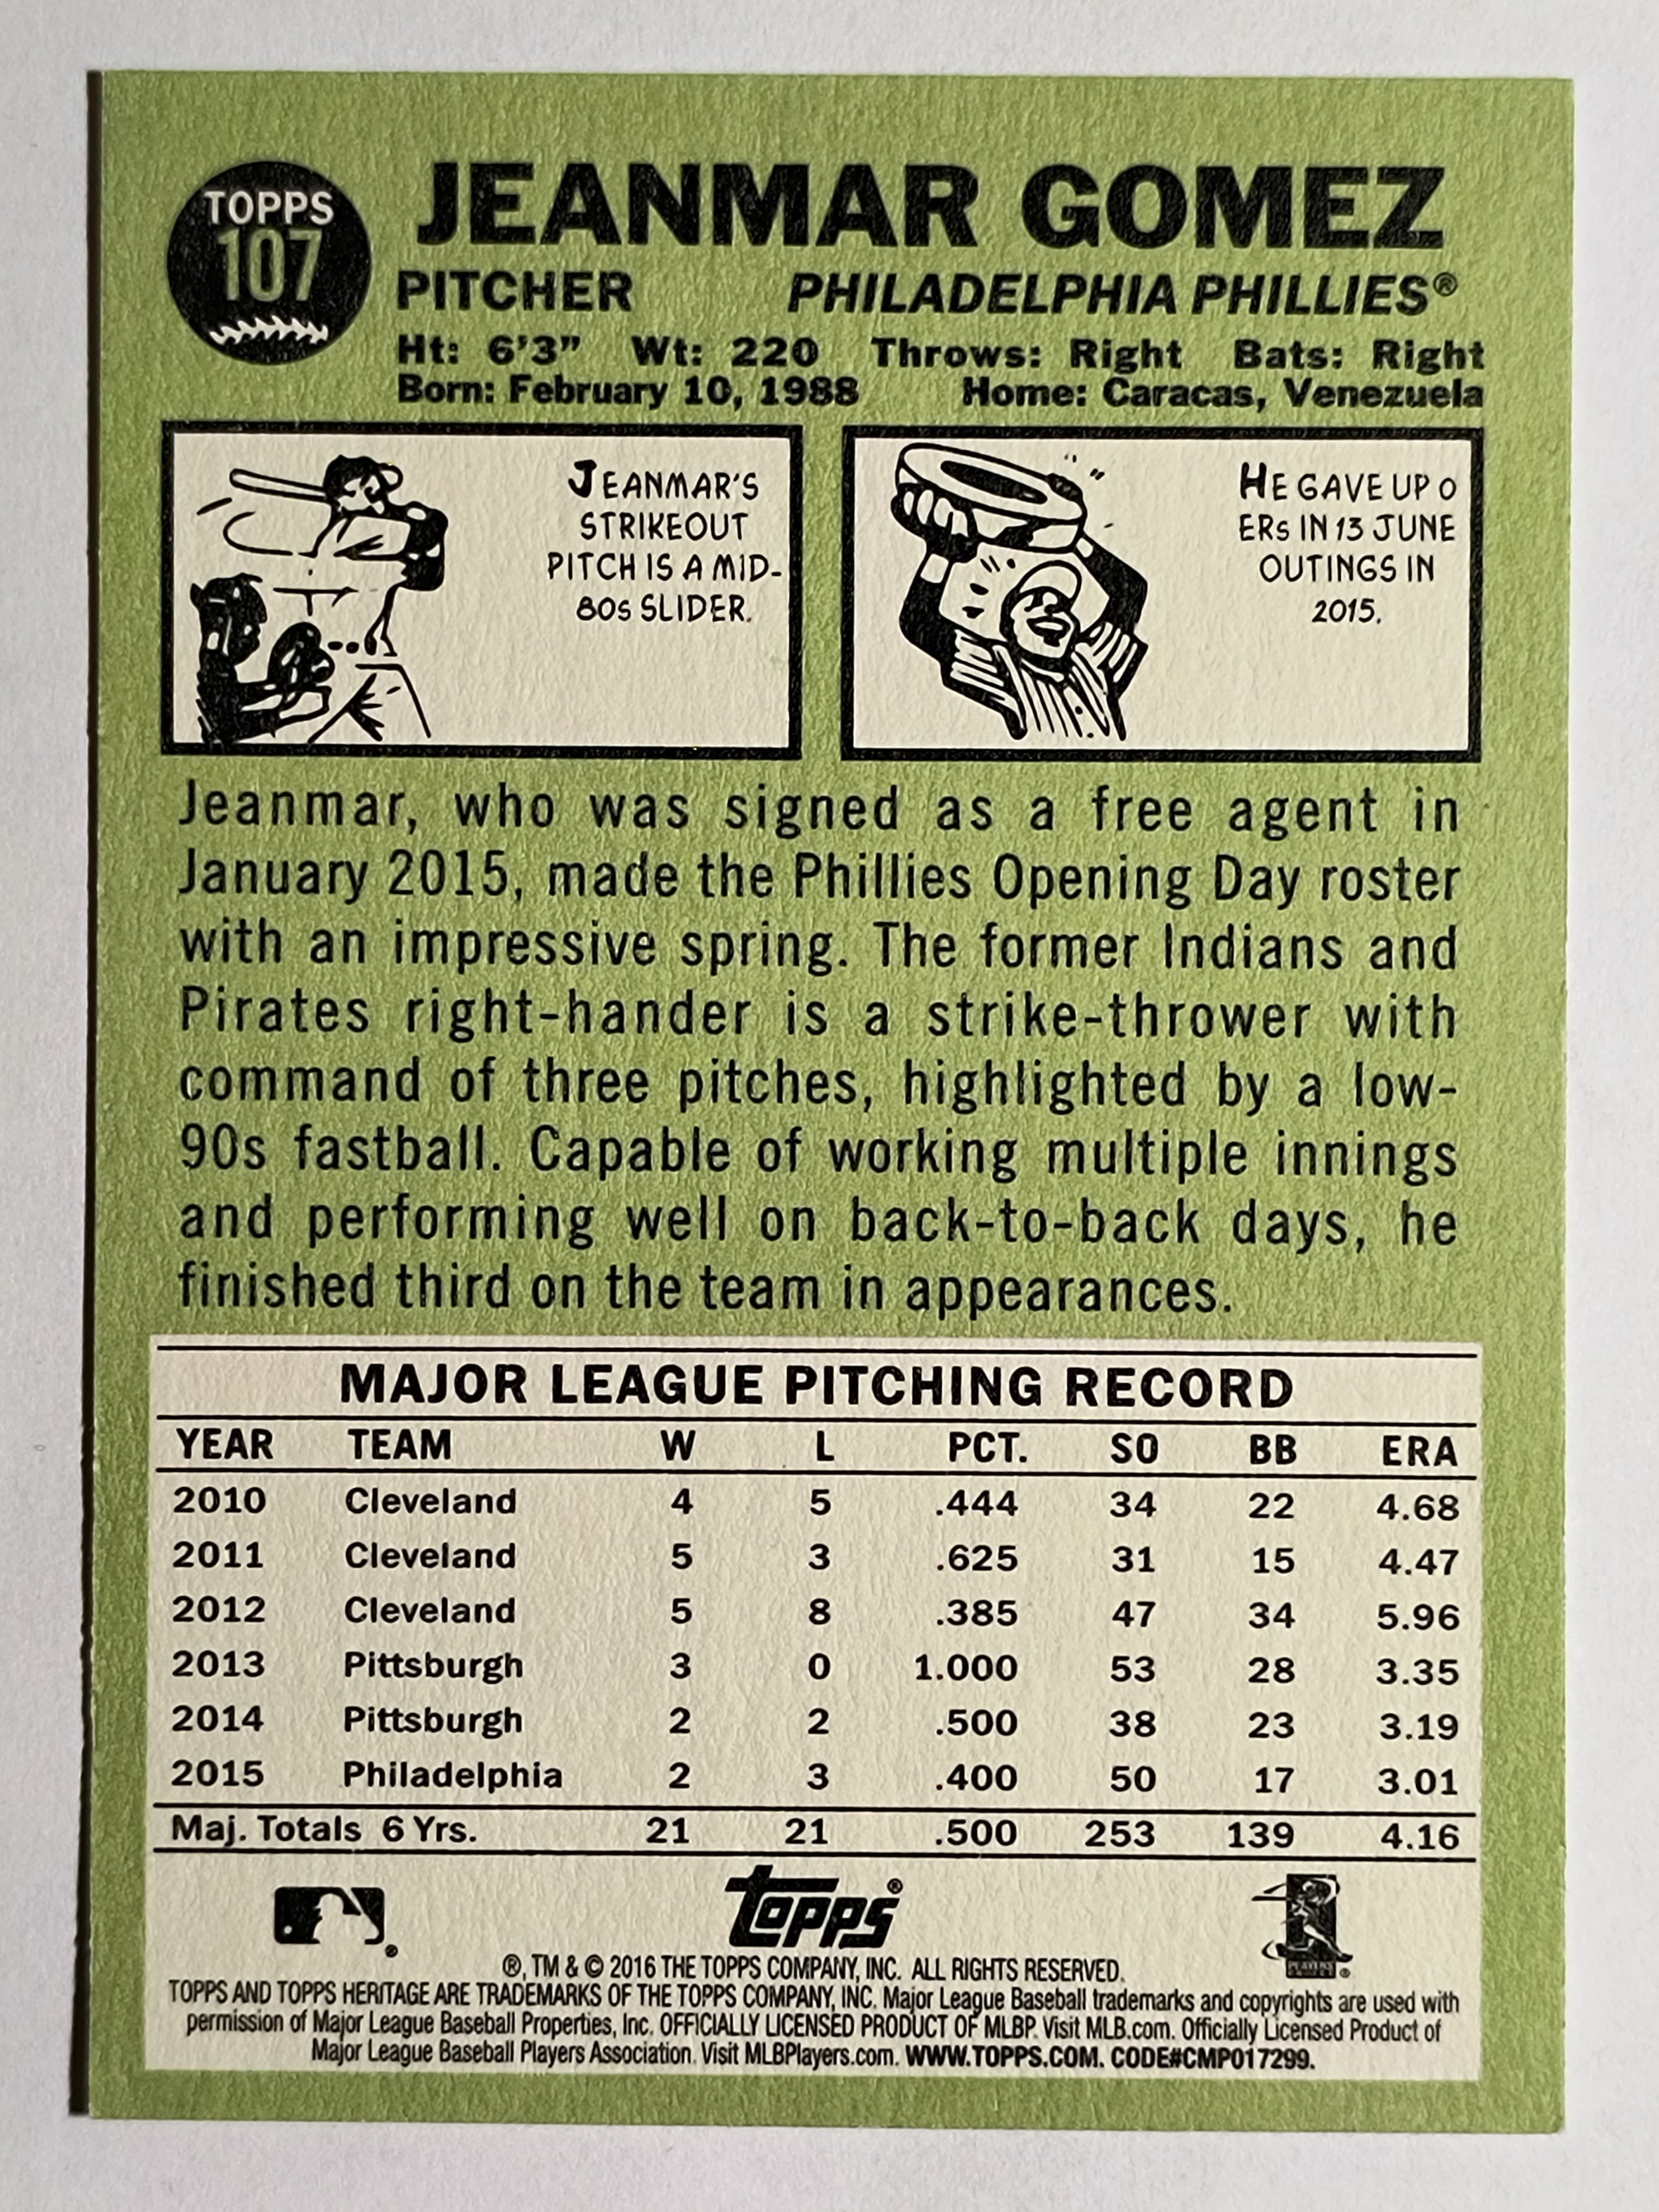 TOPPS
107
JEANMAR GOMEZ
PITCHER PHILADELPHIA PHILLIES®
Ht: 6'3" Wt: 220 Throws: Right Bats: Right
Born: February 10, 1988 Home: Caracas, Venezuela
JEANMAR'S
STRIKEOUT
PITCH IS A MID-
80s SLIDER.
HE GAVE UP 0
ERs IN 13 JUNE
OUTINGS IN
2015.
Jeanmar, who was signed as a free agent in
January 2015, made the Phillies Opening Day roster
with an impressive spring. The former Indians and
Pirates right-hander is a strike-thrower with
command of three pitches, highlighted by a low-
90s fastball. Capable of working multiple innings
and performing well on back-to-back days, he
finished third on the team in appearances.
MAJOR LEAGUE PITCHING RECORD
YEAR TEAM W L PCT. SO BB ERA
2010 Cleveland 4 5 .444 34 22 4.68
2011 Cleveland 5 3 .625 31 15 4.47
2012 Cleveland 5 8 .385 47 34 5.96
2013 Pittsburgh 3 0 1.000 53 28 3.35
2014 Pittsburgh 2 2 .500 38 23 3.19
2015 Philadelphia 2 3 .400 50 17 3.01
Maj. Totals 6 Yrs. 21 21 .500 253 139 4.16
® topps® PLAYERS ®
®, TM & © 2016 THE TOPPS COMPANY, INC. ALL RIGHTS RESERVED.
TOPPS AND TOPPS HERITAGE ARE TRADEMARKS OF THE TOPPS COMPANY, INC. Major League Baseball trademarks and copyrights are used with
permission of Major League Baseball Properties, Inc. OFFICIALLY LICENSED PRODUCT OF MLBP. Visit MLB.com. Officially Licensed Product of
Major League Baseball Players Association. Visit MLBPlayers.com. WWW.TOPPS.COM. CODE#CMP017299.